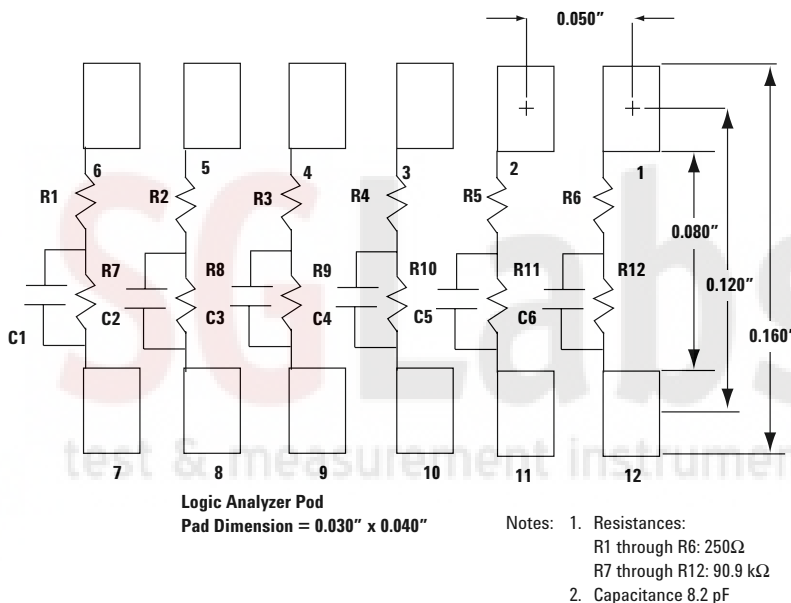 0.050"
6 5 4 3 2 1
R1 R2 R3 R4 R5 R6
0.080"
R7 R8 R9 R10 R11 R12
0.120"
C1 C2 C3 C4 C5 C6
0.160"
SGLabs
test & measurement instrumen
7 8 9 10 11 12
Logic Analyzer Pod
Pad Dimension = 0.030" x 0.040"
Notes: 1. Resistances:
R1 through R6: 250Ω
R7 through R12: 90.9 kΩ
2. Capacitance 8.2 pF